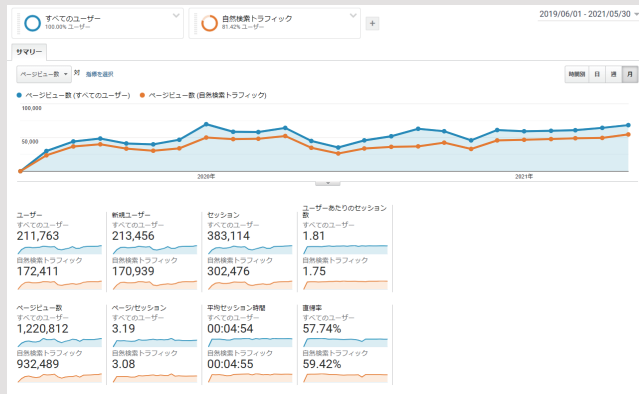 すべてのユーザー
100.00% ユーザー
自然検索トラフィック
81.42% ユーザー
+
2019/06/01 - 2021/05/30
サマリー
ページビュー数 対 指標を選択
時間別 日 週 月
ページビュー数 (すべてのユーザー) ページビュー数 (自然検索トラフィック)
100,000
50,000
2020年 2021年
ユーザー
すべてのユーザー
211,763
自然検索トラフィック
172,411
新規ユーザー
すべてのユーザー
213,456
自然検索トラフィック
170,939
セッション
すべてのユーザー
383,114
自然検索トラフィック
302,476
ユーザーあたりのセッション
数
すべてのユーザー
1.81
自然検索トラフィック
1.75
ページビュー数
すべてのユーザー
1,220,812
自然検索トラフィック
932,489
ページ/セッション
すべてのユーザー
3.19
自然検索トラフィック
3.08
平均セッション時間
すべてのユーザー
00:04:54
自然検索トラフィック
00:04:55
直帰率
すべてのユーザー
57.74%
自然検索トラフィック
59.42%